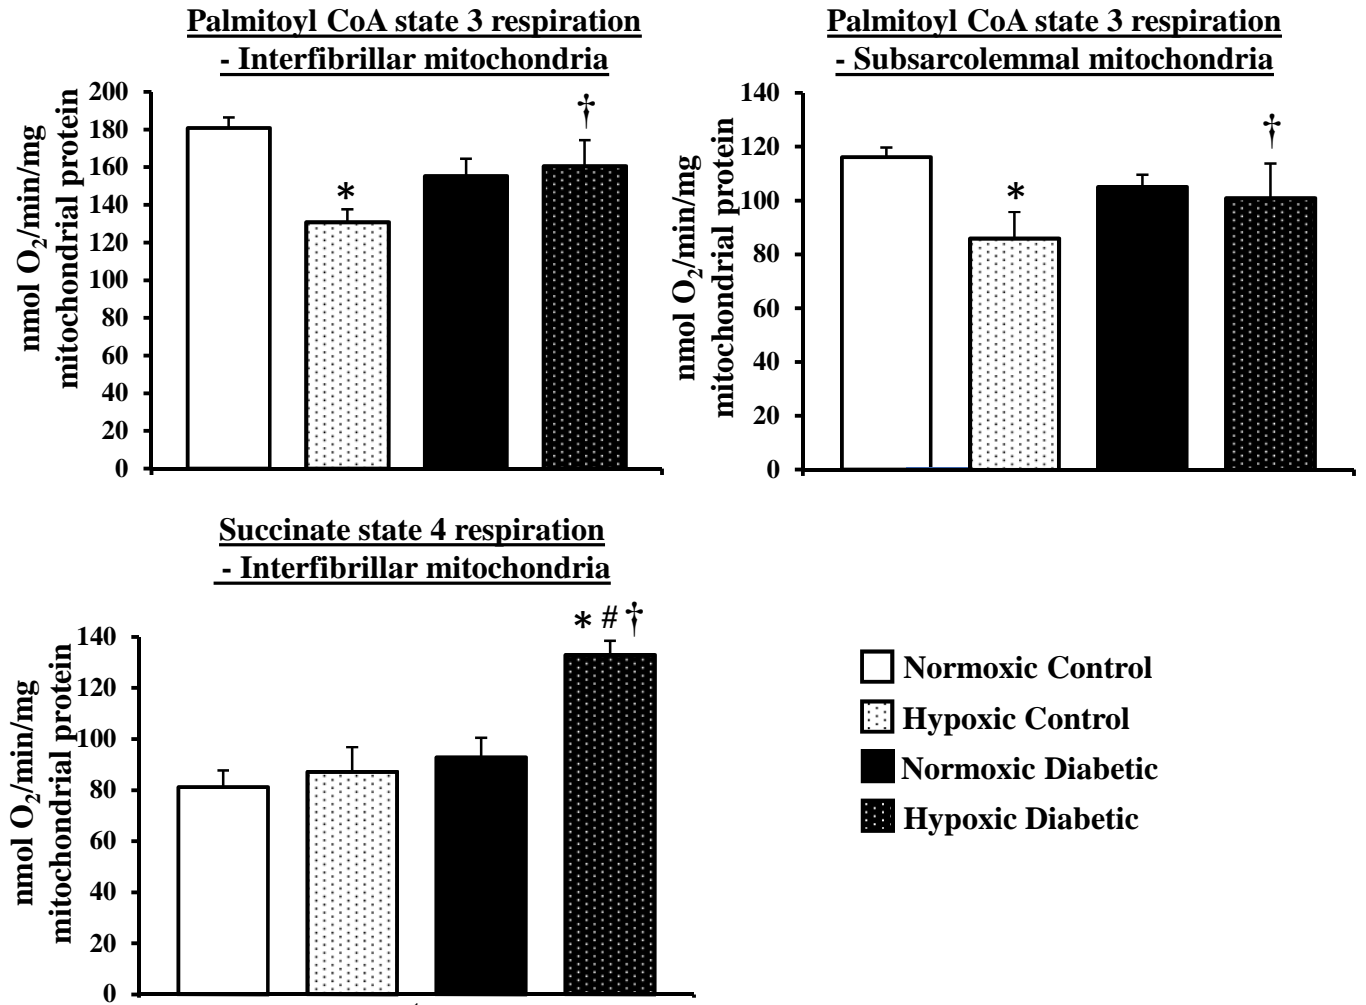 Palmitoyl CoA state 3 respiration
- Interfibrillar mitochondria
nmol O₂/min/mg
mitochondrial protein
200
180
160
140
120
100
80
60
40
20
0
*
†
Palmitoyl CoA state 3 respiration
- Subsarcolemmal mitochondria
nmol O₂/min/mg
mitochondrial protein
140
120
100
80
60
40
20
0
*
†
Succinate state 4 respiration
- Interfibrillar mitochondria
nmol O₂/min/mg
mitochondrial protein
140
120
100
80
60
40
20
0
* # †
Normoxic Control
Hypoxic Control
Normoxic Diabetic
Hypoxic Diabetic